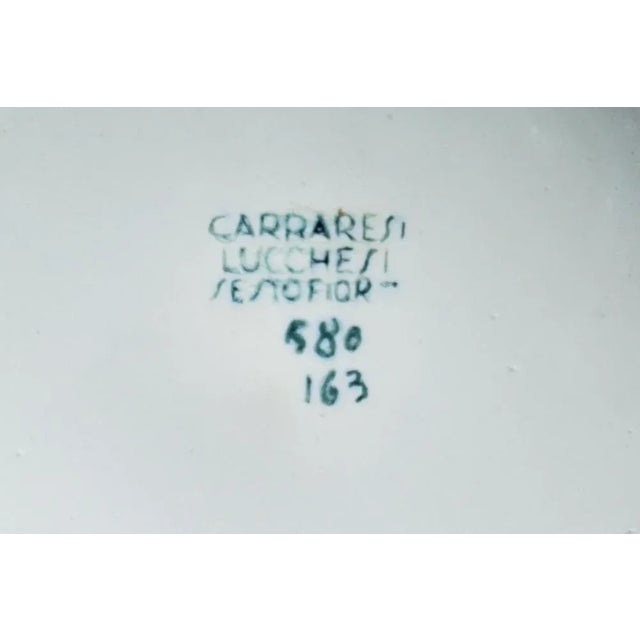 CARRARESI
LUCCHESI
SESTOFIOR
580
163